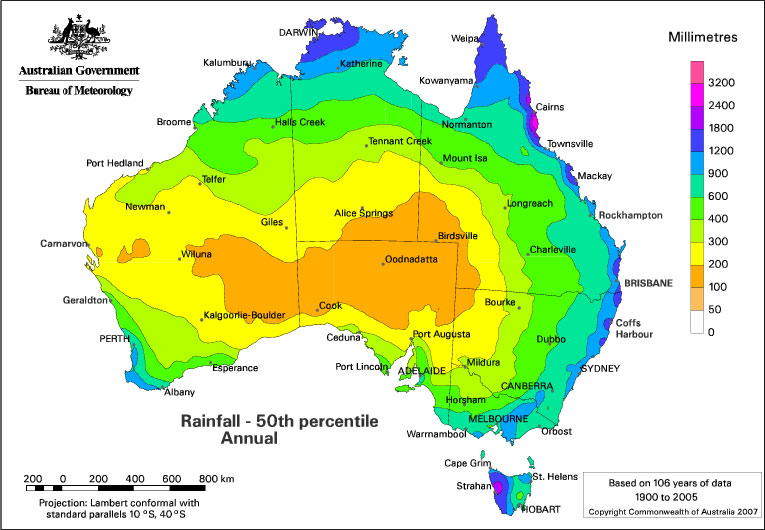 Australian Government
Bureau of Meteorology
DARWIN
Weipa
Kalumburu
Katherine
Kowanyama
Cairns
Broome
Halls Creek
Normanton
Townsville
Tennant Creek
Mount Isa
Port Hedland
Telfer
Mackay
Newman
Giles
Alice Springs
Longreach
Rockhampton
Carnarvon
Wiluna
Birdsville
Oodnadatta
Charleville
BRISBANE
Geraldton
Kalgoorlie-Boulder
Cook
Bourke
Coffs
Harbour
PERTH
Ceduna
Port Augusta
Dubbo
Esperance
Port Lincoln
ADELAIDE
Mildura
SYDNEY
Albany
CANBERRA
Horsham
MELBOURNE
Warrnambool
Orbost
Cape Grim
St. Helens
Strahan
HOBART
Millimetres
3200
2400
1800
1200
900
600
400
300
200
100
50
0
Rainfall - 50th percentile
Annual
200 0 200 400 600 800 km
Projection: Lambert conformal with
standard parallels 10 °S, 40 °S
Based on 106 years of data
1900 to 2005
Copyright Commonwealth of Australia 2007